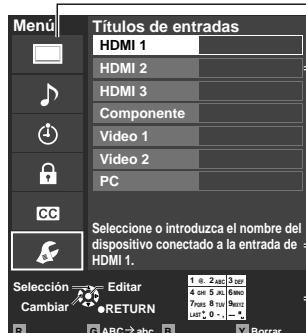 Menú
Títulos de entradas
HDMI 1
HDMI 2
HDMI 3
Componente
Video 1
Video 2
PC
CC
Seleccione o introduzca el nombre del
dispositivo conectado a la entrada de
HDMI 1.
Selección
Editar
Cambiar
RETURN
1 @. 2 ABC 3 DEF
4 GHI 5 JKL 6 MNO
7 PQRS 8 TUV 9 WXYZ
LAST 0 - ,
R G ABC→abc B Y Borrar